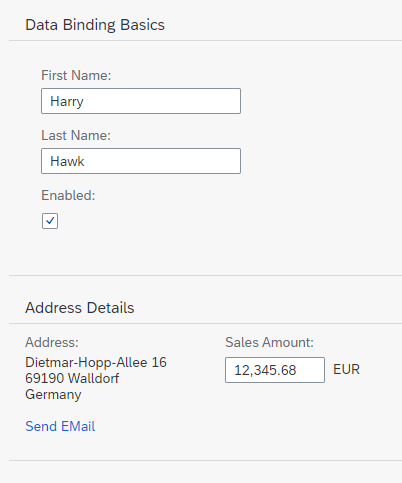 Data Binding Basics
First Name:
Harry
Last Name:
Hawk
Enabled:
Address Details
Address:
Dietmar-Hopp-Allee 16
69190 Walldorf
Germany
Send EMail
Sales Amount:
12,345.68 EUR